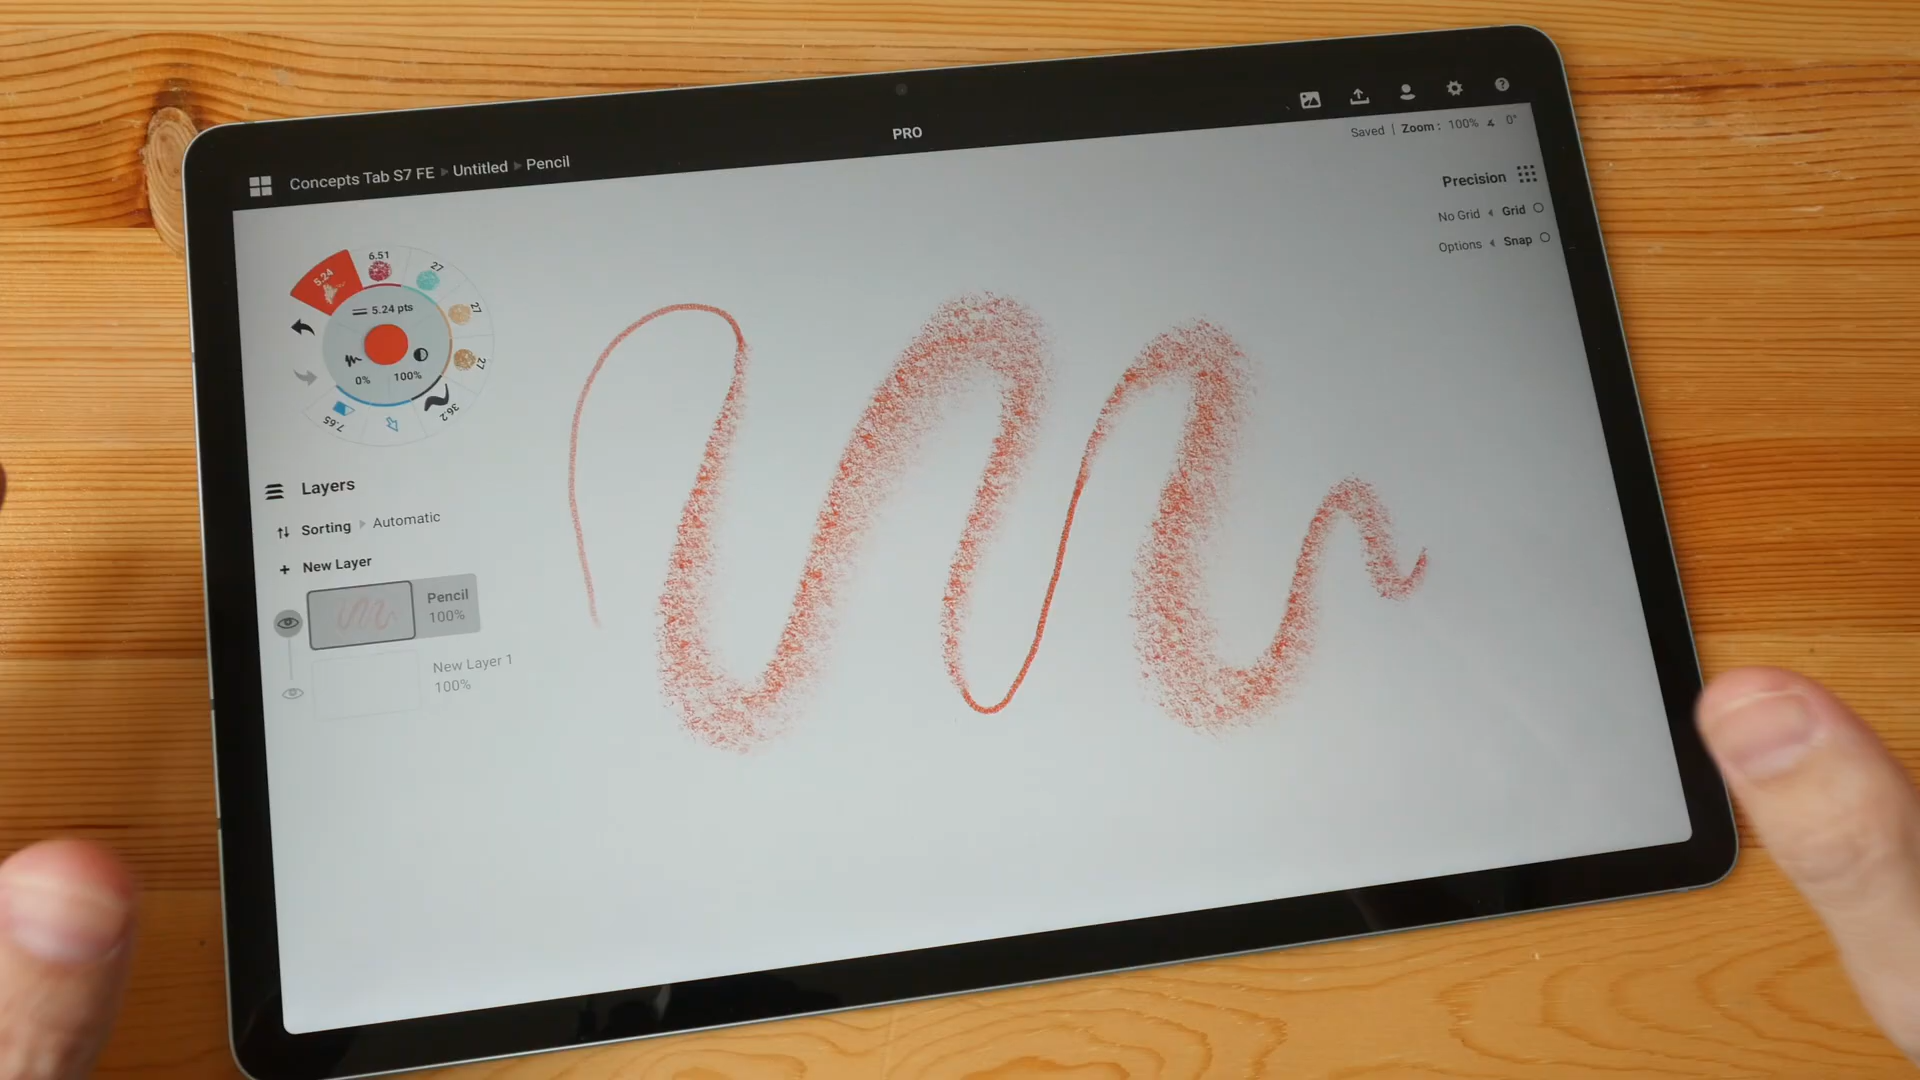 PRO
Concepts Tab S7 FE ▸ Untitled ▸ Pencil
Saved | Zoom : 100% 0°
Precision
No Grid ◂ Grid
Options ◂ Snap
5.24
6.51
27
27
27
36.2
7.65
5.24 pts
0%
100%
Layers
Sorting ▸ Automatic
+ New Layer
Pencil
100%
New Layer 1
100%